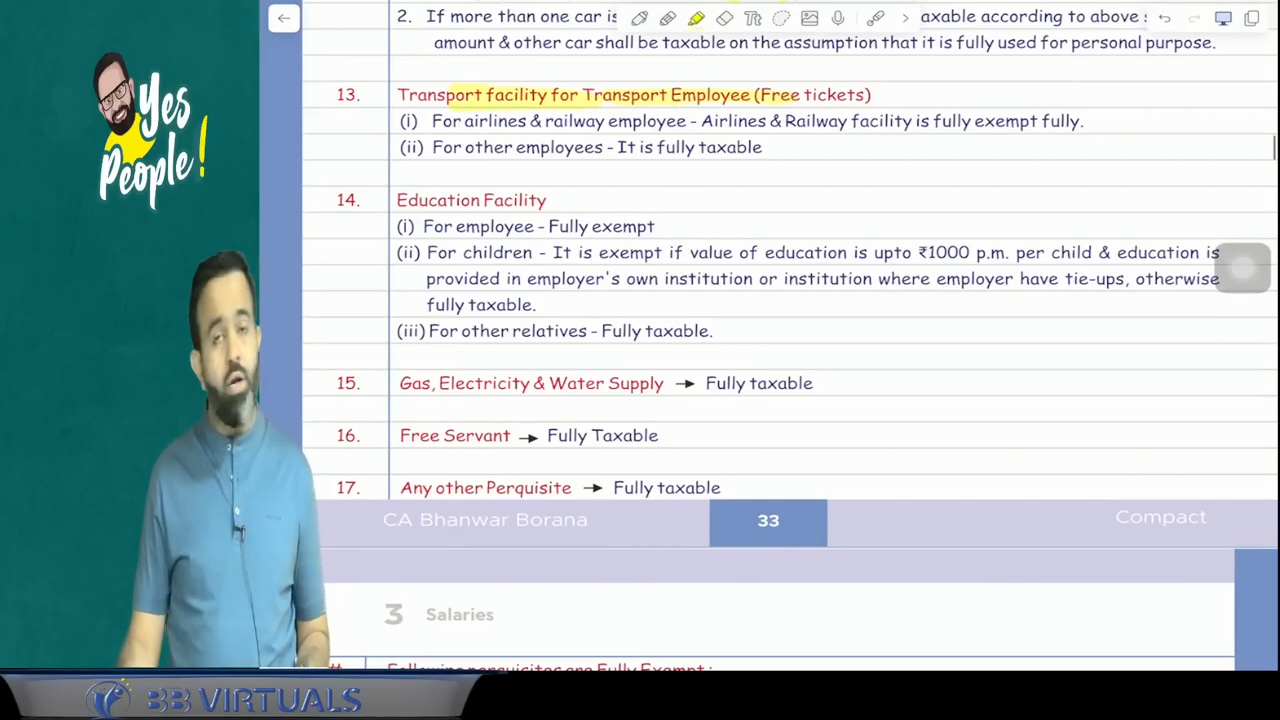 2. If more than one car is
axable according to above
amount & other car shall be taxable on the assumption that it is fully used for personal purpose.
13. Transport facility for Transport Employee (Free tickets)
(i) For airlines & railway employee - Airlines & Railway facility is fully exempt fully.
(ii) For other employees - It is fully taxable
14. Education Facility
(i) For employee - Fully exempt
(ii) For children - It is exempt if value of education is upto ₹1000 p.m. per child & education is
provided in employer's own institution or institution where employer have tie-ups, otherwise
fully taxable.
(iii) For other relatives - Fully taxable.
15. Gas, Electricity & Water Supply → Fully taxable
16. Free Servant → Fully Taxable
17. Any other Perquisite → Fully taxable
CA Bhanwar Borana 33 Compact
3 Salaries
# Following perquisites are Fully Exempt :
Yes
People!
BB VIRTUALS